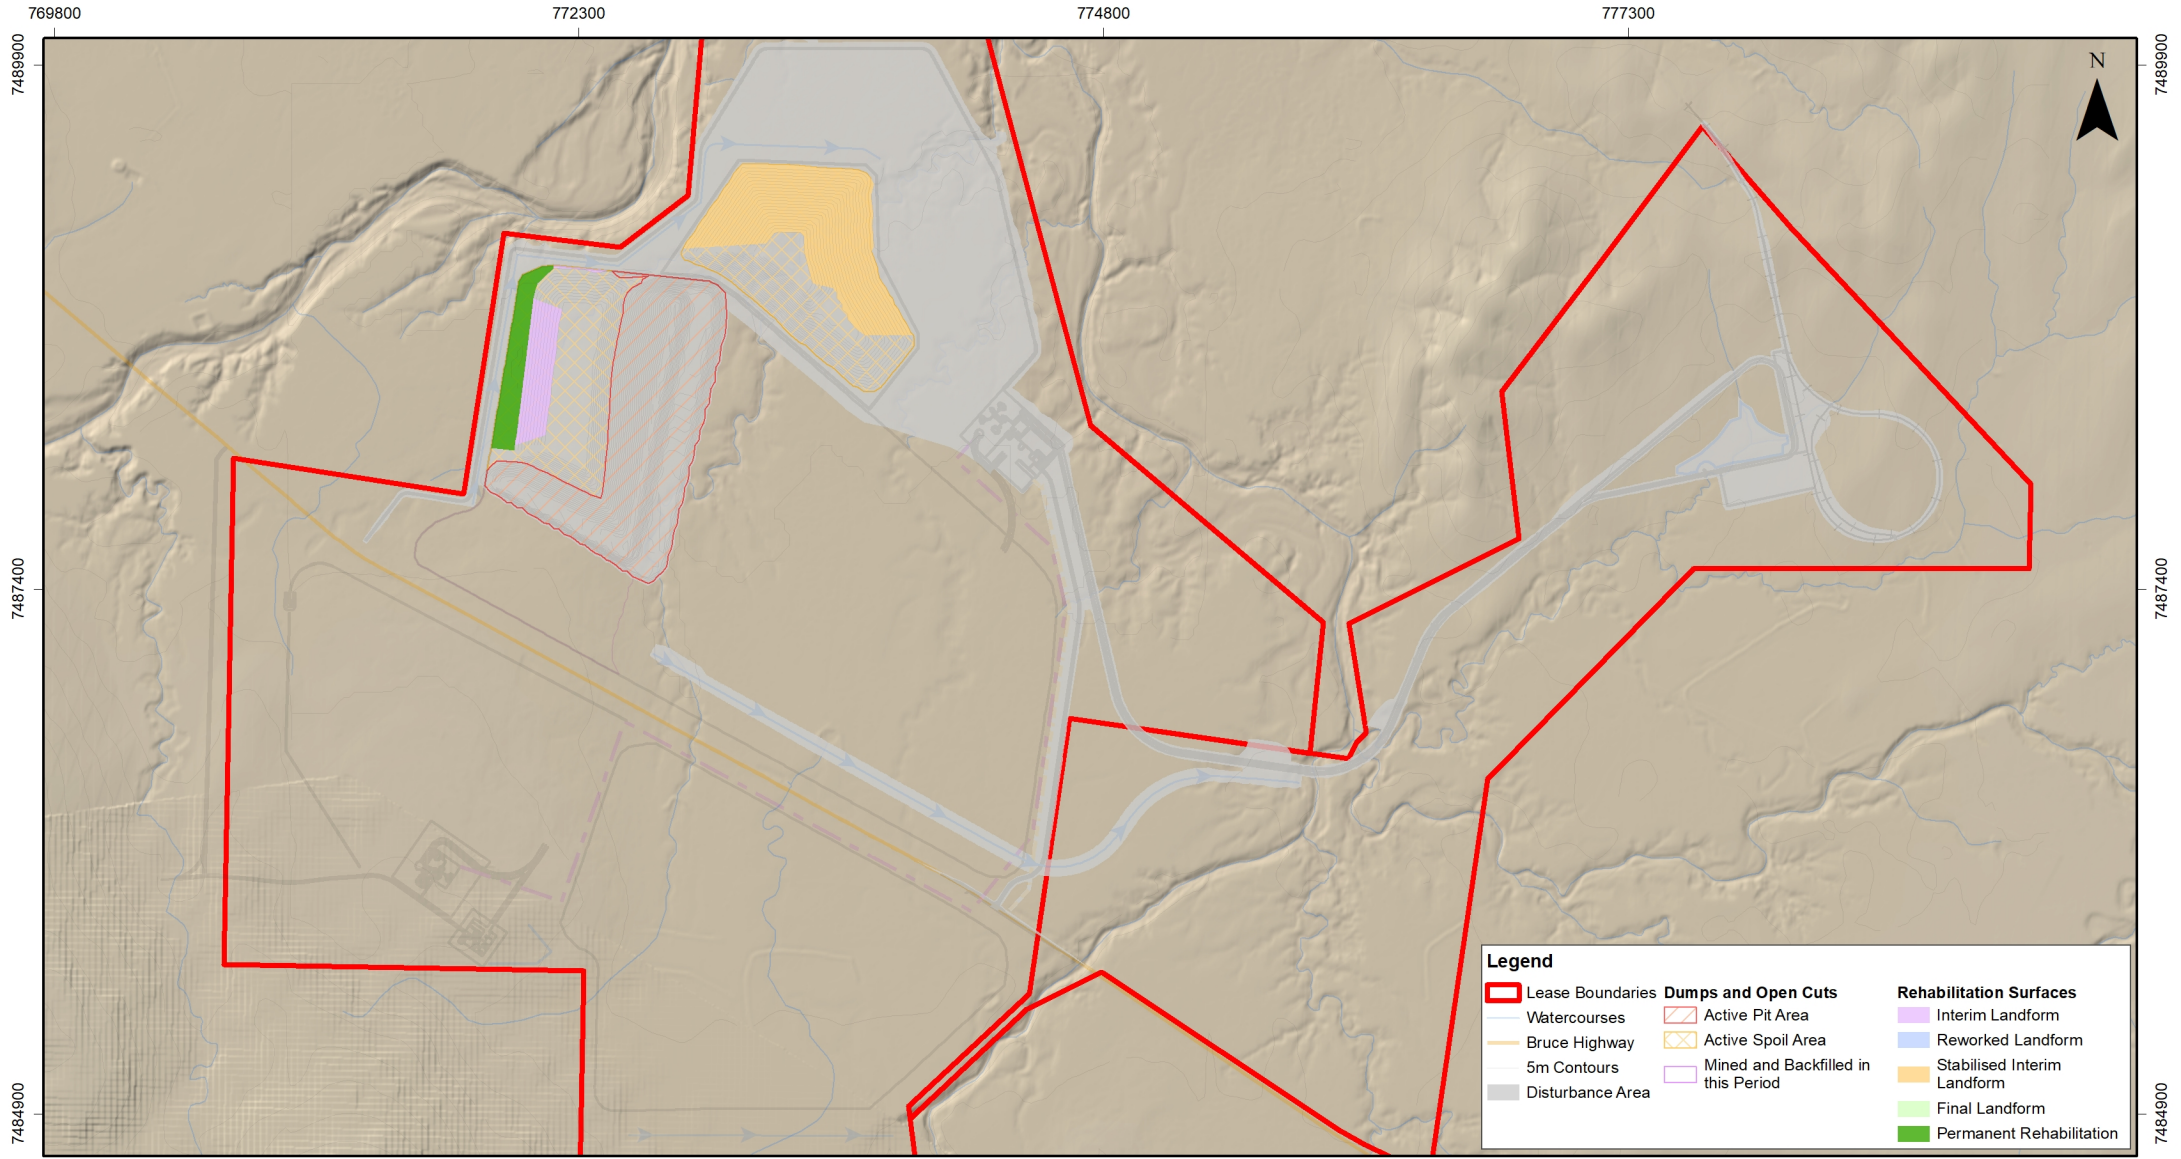 769800
772300
774800
777300
7489900
7489900
N
7487400
7487400
7484900
7484900
Legend
Lease Boundaries
Watercourses
Bruce Highway
5m Contours
Disturbance Area
Dumps and Open Cuts
Active Pit Area
Active Spoil Area
Mined and Backfilled in
this Period
Rehabilitation Surfaces
Interim Landform
Reworked Landform
Stabilised Interim
Landform
Final Landform
Permanent Rehabilitation